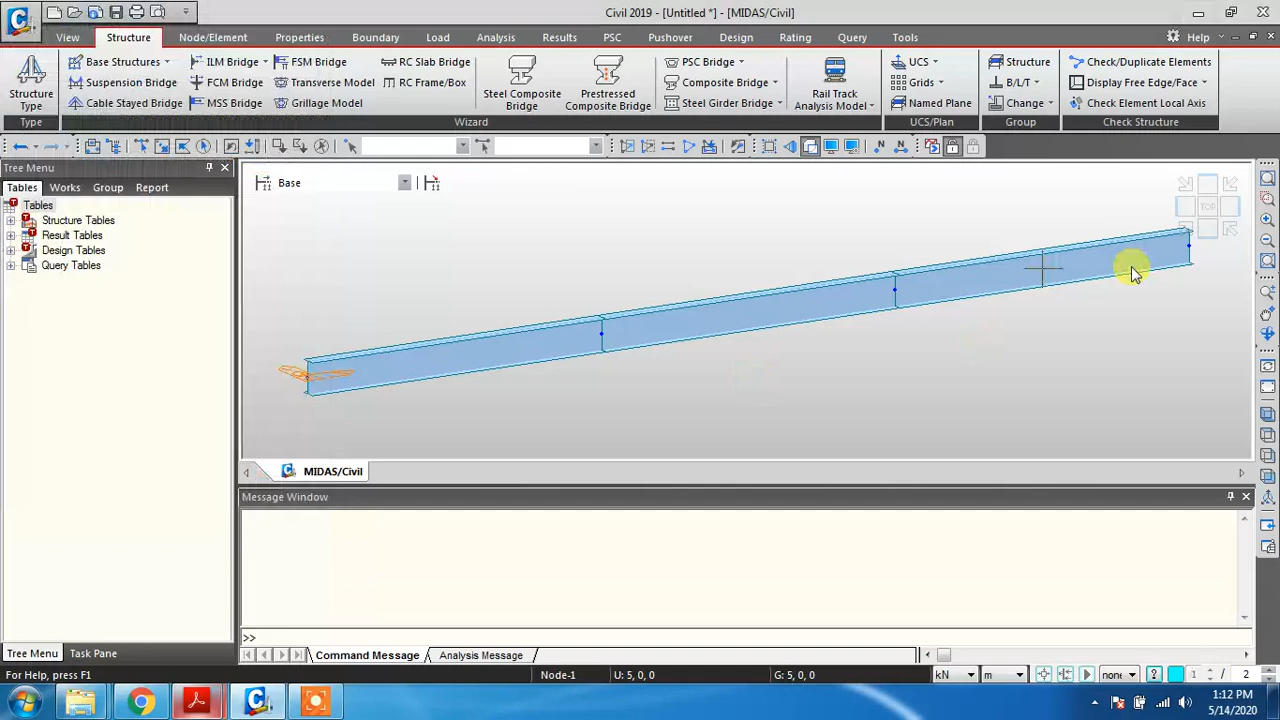 Civil 2019 - [Untitled *] - [MIDAS/Civil]
View Structure Node/Element Properties Boundary Load Analysis Results PSC Pushover Design Rating Query Tools Help
Base Structures ILM Bridge FSM Bridge RC Slab Bridge PSC Bridge UCS Structure Check/Duplicate Elements
Suspension Bridge FCM Bridge Transverse Model RC Frame/Box Composite Bridge Grids B/L/T Display Free Edge/Face
Structure Type Cable Stayed Bridge MSS Bridge Grillage Model Steel Composite Bridge Prestressed Composite Bridge Steel Girder Bridge Rail Track Analysis Model Named Plane Change Check Element Local Axis
Type Wizard UCS/Plan Group Check Structure
Tree Menu
Tables Works Group Report
Base
TOP
Tables
Structure Tables
Result Tables
Design Tables
Query Tables
MIDAS/Civil
Message Window
>>
Tree Menu Task Pane Command Message Analysis Message
For Help, press F1 Node-1 U: 5, 0, 0 G: 5, 0, 0 kN m none ? 1 / 2
1:12 PM
5/14/2020